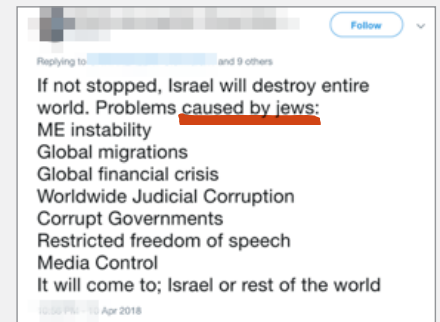 Follow
Replying to
and 9 others
If not stopped, Israel will destroy entire
world. Problems caused by jews:
ME instability
Global migrations
Global financial crisis
Worldwide Judicial Corruption
Corrupt Governments
Restricted freedom of speech
Media Control
It will come to; Israel or rest of the world
Apr 2018